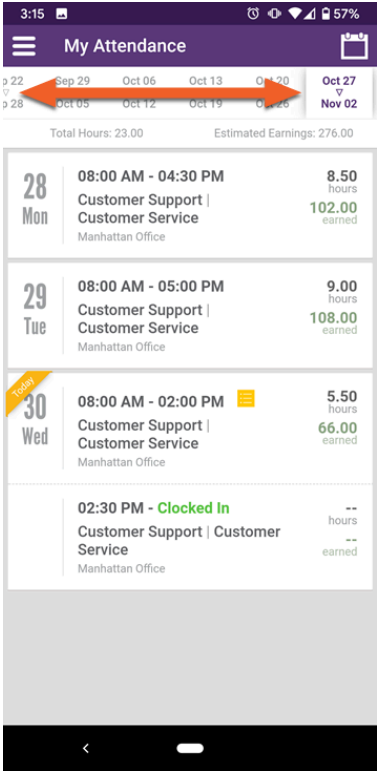 3:15 57%
My Attendance
p 22 Sep 29 Oct 06 Oct 13 Oct 20 Oct 27
p 28 Oct 05 Oct 12 Oct 19 Oct 26 Nov 02
Total Hours: 23.00 Estimated Earnings: 276.00
28 Mon
08:00 AM - 04:30 PM 8.50
hours
Customer Support |
Customer Service 102.00
earned
Manhattan Office
29 Tue
08:00 AM - 05:00 PM 9.00
hours
Customer Support |
Customer Service 108.00
earned
Manhattan Office
Today
30 Wed
08:00 AM - 02:00 PM 5.50
hours
Customer Support |
Customer Service 66.00
earned
Manhattan Office
02:30 PM - Clocked In --
hours
Customer Support | Customer
Service --
earned
Manhattan Office